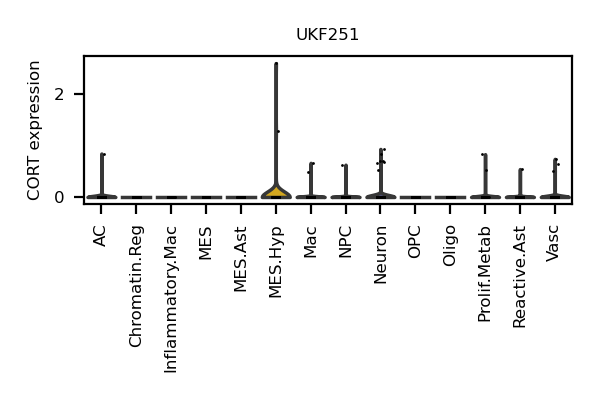 UKF251
CORT expression
2
0
AC
Chromatin.Reg
Inflammatory.Mac
MES
MES.Ast
MES.Hyp
Mac
NPC
Neuron
OPC
Oligo
Prolif.Metab
Reactive.Ast
Vasc